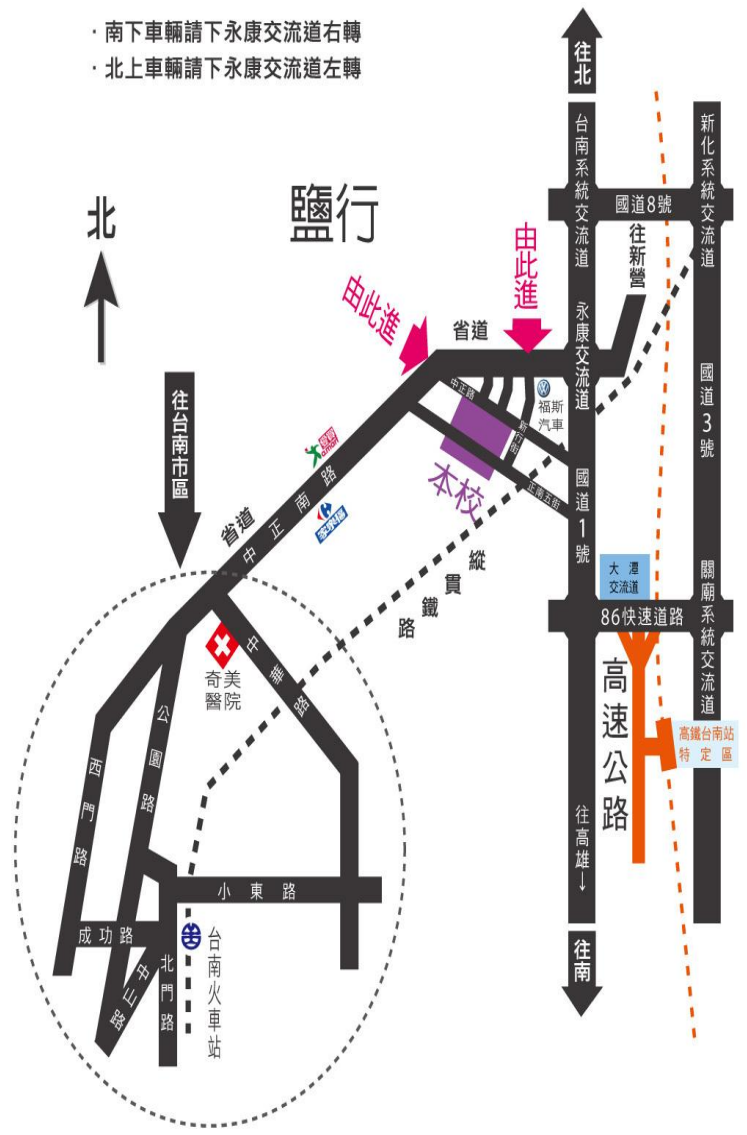 · 南下車輛請下永康交流道右轉
· 北上車輛請下永康交流道左轉
往北
台南系統交流道
新化系統交流道
國道8號
北
鹽行
由此進
由此進
往新營
省道
永康交流道
國道3號
往台南市區
中正路
福斯
汽車
新行街
愛買
a.mart
本校
正南五街
國道1號
省道
中正南路
家樂福
縱貫鐵路
大潭
交流道
86快速道路
關廟系統交流道
奇美
醫院
中華路
高速公路
高鐵台南站
特定區
公園路
西門路
往高雄↓
小東路
成功路
台南火車站
北門路
中山路
往南